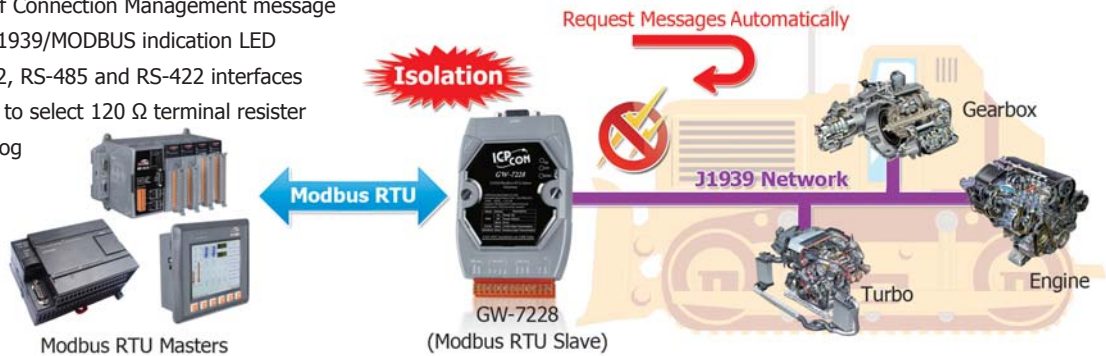 f Connection Management message
1939/MODBUS indication LED
2, RS-485 and RS-422 interfaces
to select 120 Ω terminal resister
og
Request Messages Automatically
Isolation
Modbus RTU
ICP CON
GW-7228
J1939 Network
Gearbox
Engine
Turbo
GW-7228
(Modbus RTU Slave)
Modbus RTU Masters